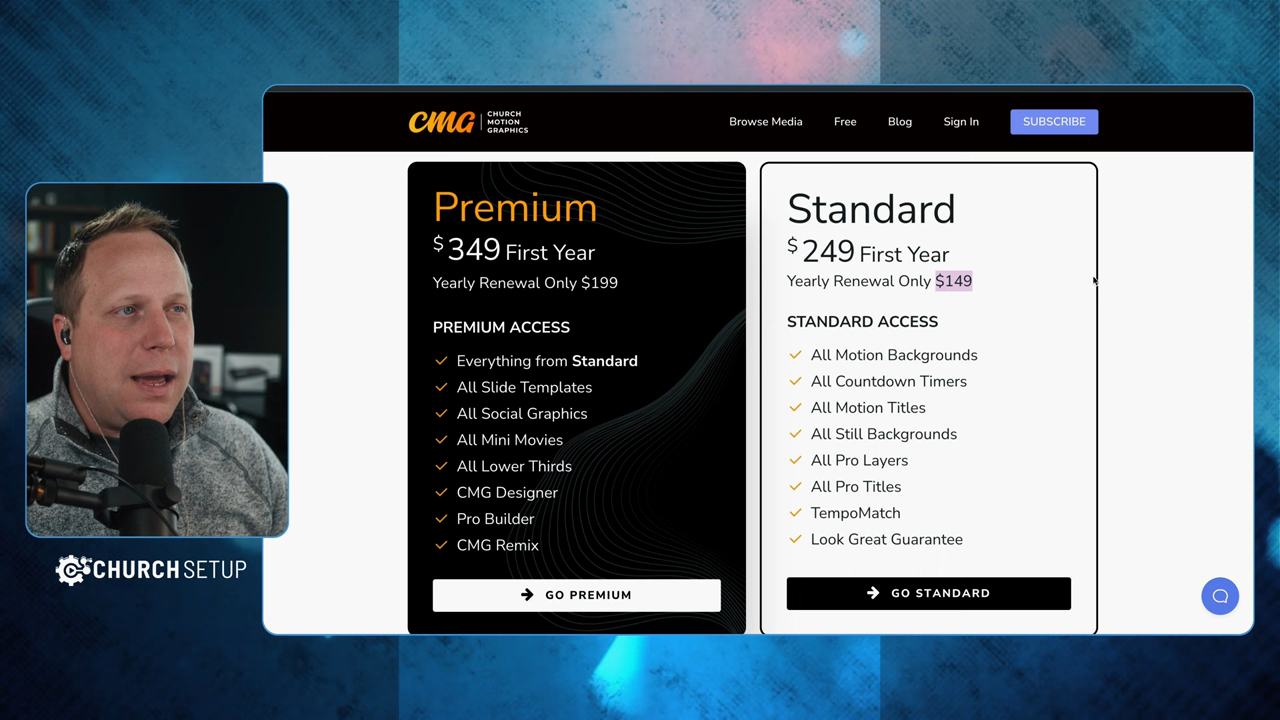 CMG
CHURCH
MOTION
GRAPHICS
Browse Media
Free
Blog
Sign In
SUBSCRIBE
Premium
$349 First Year
Yearly Renewal Only $199
PREMIUM ACCESS
Everything from Standard
All Slide Templates
All Social Graphics
All Mini Movies
All Lower Thirds
CMG Designer
Pro Builder
CMG Remix
GO PREMIUM
Standard
$249 First Year
Yearly Renewal Only $149
STANDARD ACCESS
All Motion Backgrounds
All Countdown Timers
All Motion Titles
All Still Backgrounds
All Pro Layers
All Pro Titles
TempoMatch
Look Great Guarantee
GO STANDARD
CHURCH SETUP